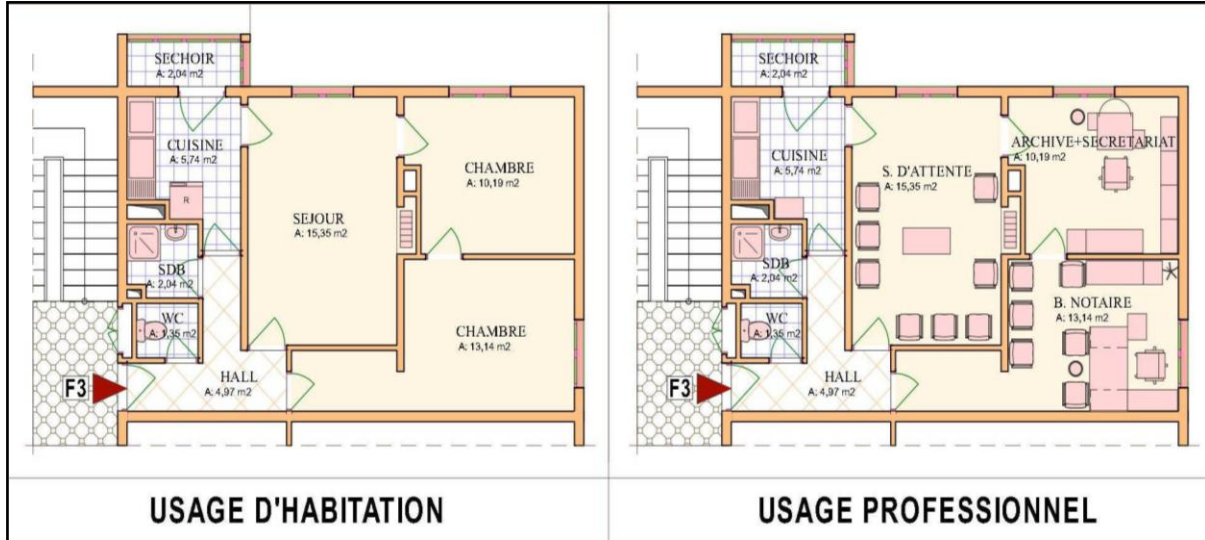 SECHOIR
A: 2,04 m2
CUISINE
A: 5,74 m2
R
CHAMBRE
A: 10,19 m2
SEJOUR
A: 15,35 m2
SDB
A: 2,04 m2
WC
A: 1,35 m2
CHAMBRE
A: 13,14 m2
HALL
A: 4,97 m2
F3
USAGE D'HABITATION
SECHOIR
A: 2,04 m2
CUISINE
A: 5,74 m2
ARCHIVE+SECRETARIAT
A: 10,19 m2
S. D'ATTENTE
A: 15,35 m2
SDB
A: 2,04 m2
WC
A: 1,35 m2
B. NOTAIRE
A: 13,14 m2
HALL
A: 4,97 m2
F3
USAGE PROFESSIONNEL